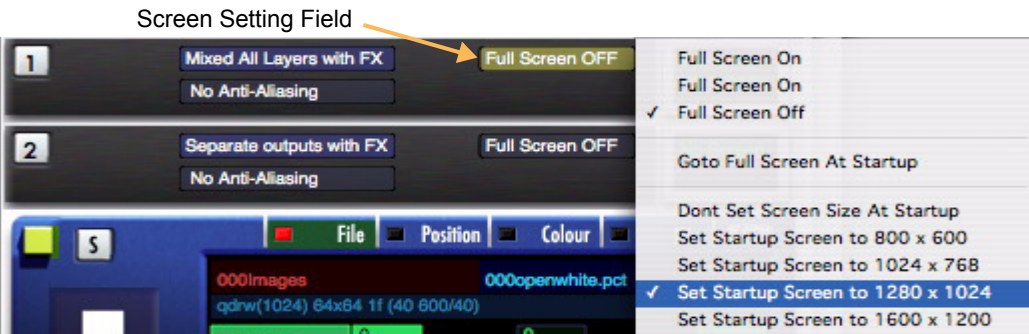 Screen Setting Field
1
Mixed All Layers with FX
Full Screen OFF
No Anti-Aliasing
2
Separate outputs with FX
Full Screen OFF
No Anti-Aliasing
S
File
Position
Colour
000Images
000openwhite.pct
qdrw(1024) 64x64 1f (40 600/40)
Full Screen On
Full Screen On
✓ Full Screen Off
Goto Full Screen At Startup
Dont Set Screen Size At Startup
Set Startup Screen to 800 x 600
Set Startup Screen to 1024 x 768
✓ Set Startup Screen to 1280 x 1024
Set Startup Screen to 1600 x 1200